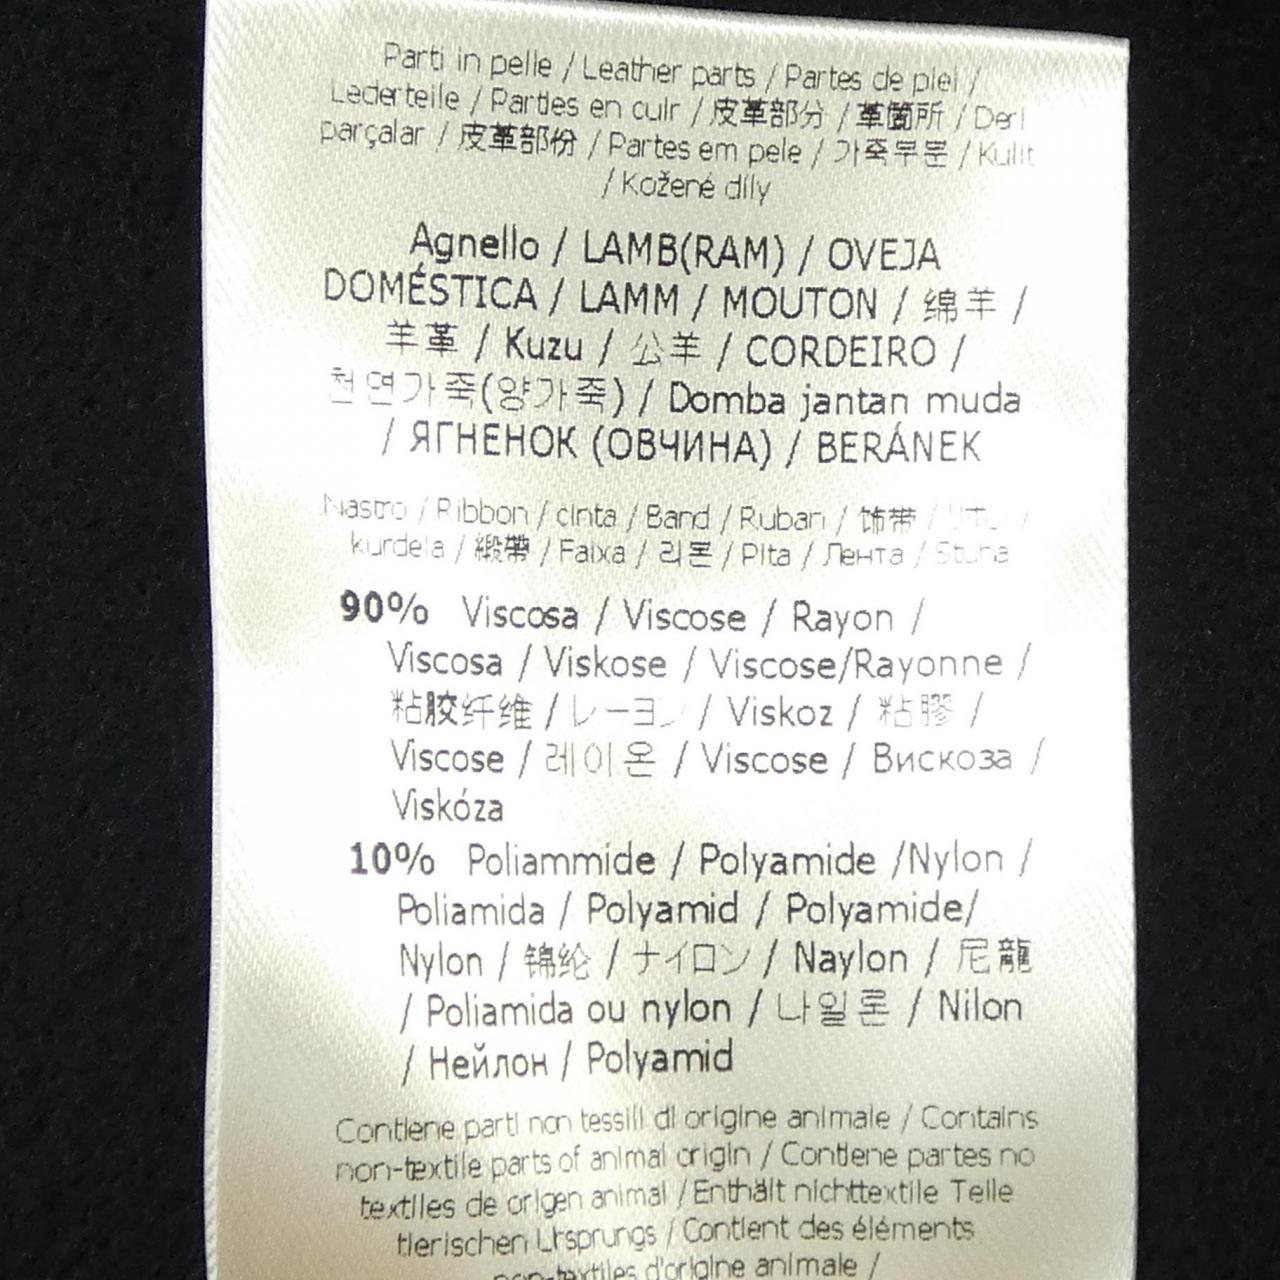 Parti in pelle / Leather parts / Partes de piel /
Lederteile / Parties en cuir / 皮革部分 / 革箇所 / Deri
parçalar / 皮革部份 / Partes em pele / 가죽부분 / Kulit
/ Kožené díly
Agnello / LAMB(RAM) / OVEJA
DOMÉSTICA / LAMM / MOUTON / 绵羊 /
羊革 / Kuzu / 公羊 / CORDEIRO /
천연가죽(양가죽) / Domba jantan muda
/ ЯГНЕНОК (ОВЧИНА) / BERÁNEK
Nastro / Ribbon / cinta / Band / Ruban / 饰带 / リボン /
kurdela / 緞帶 / Faixa / 리본 / Pita / Лента / Stuha
90% Viscosa / Viscose / Rayon /
Viscosa / Viskose / Viscose/Rayonne /
粘胶纤维 / レーヨン / Viskoz / 粘膠 /
Viscose / 레이온 / Viscose / Вискоза /
Viskóza
10% Poliammide / Polyamide /Nylon /
Poliamida / Polyamid / Polyamide/
Nylon / 锦纶 / ナイロン / Naylon / 尼龍
/ Poliamida ou nylon / 나일론 / Nilon
/ Нейлон / Polyamid
Contiene parti non tessili di origine animale / Contains
non-textile parts of animal origin / Contiene partes no
textiles de origen animal / Enthält nichttextile Teile
tierischen Ursprungs / Contient des éléments
non-textiles d'origine animale /